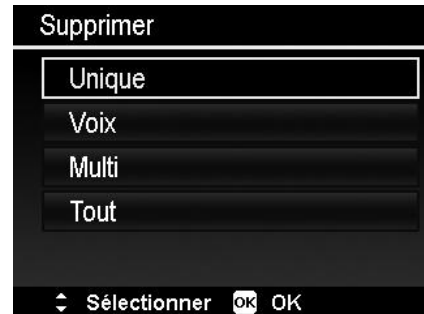 Supprimer
Unique
Voix
Multi
Tout
Sélectionner OK OK